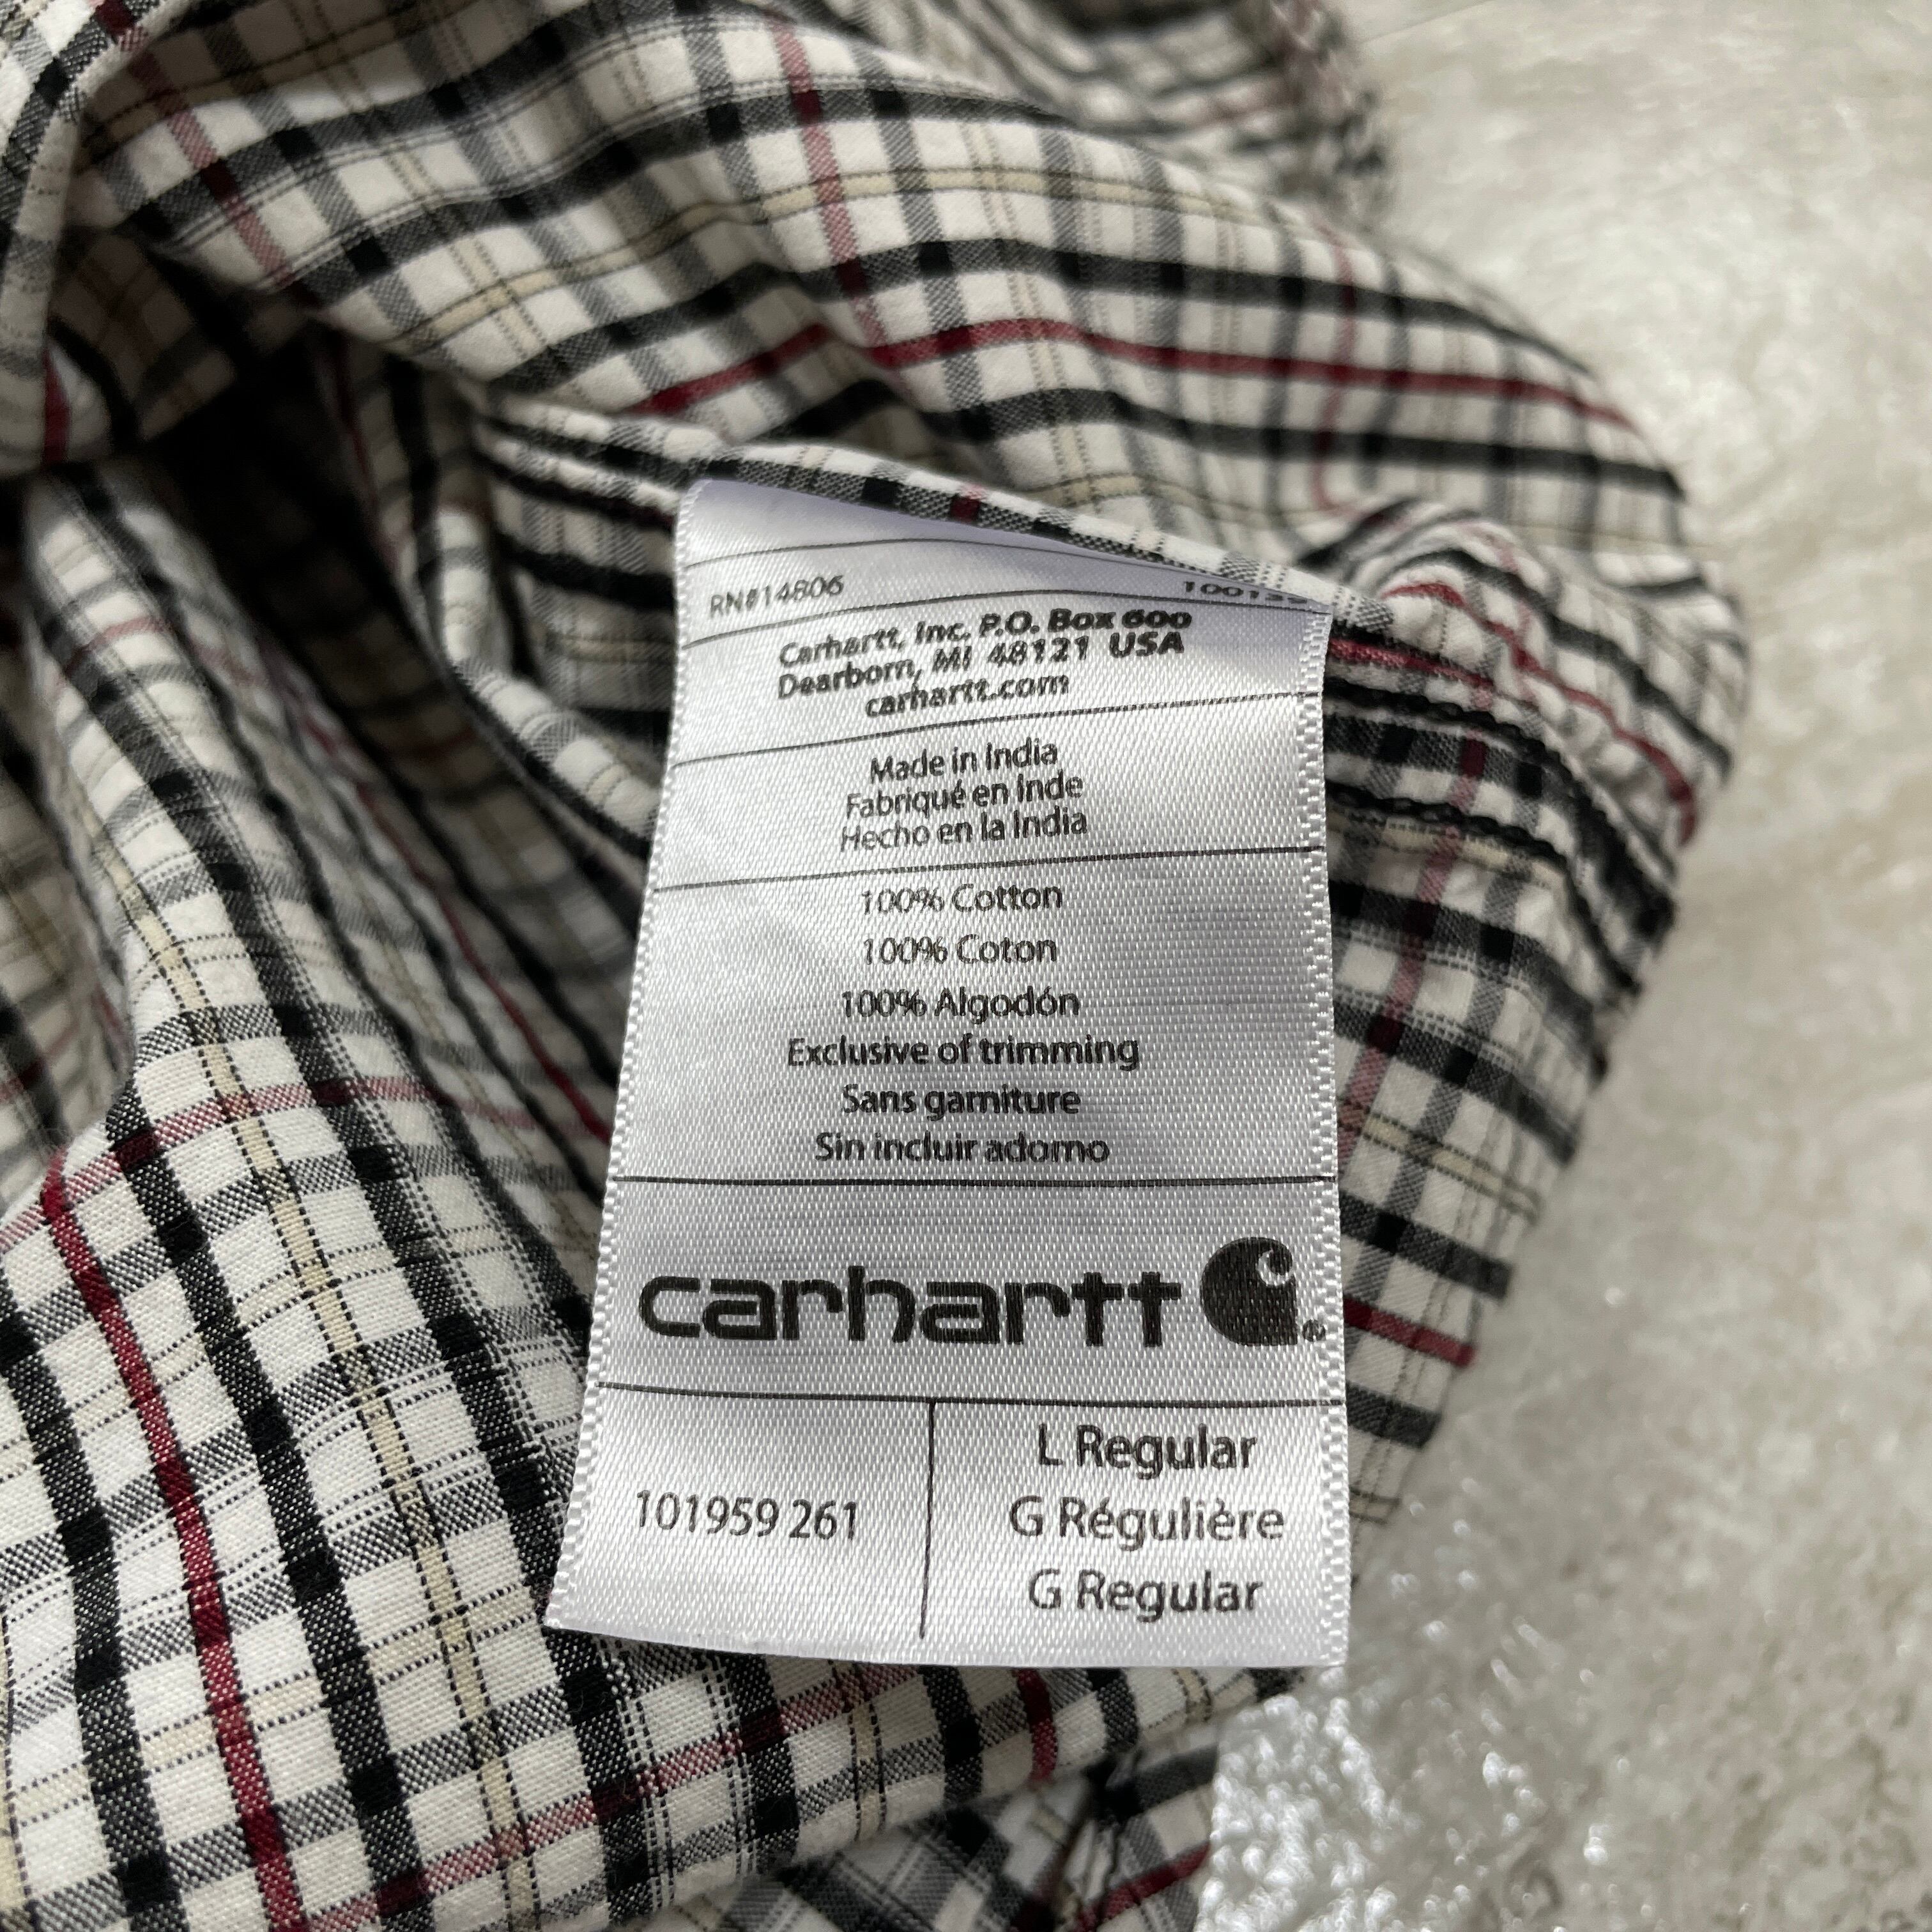 RN#14806
Carhartt, Inc. P.O. Box 600
Dearborn, MI 48121 USA
carhartt.com
Made in India
Fabriqué en Inde
Hecho en la India
100% Cotton
100% Coton
100% Algodón
Exclusive of trimming
Sans garniture
Sin incluir adorno
carhartt
101959 261
L Regular
G Régulière
G Regular